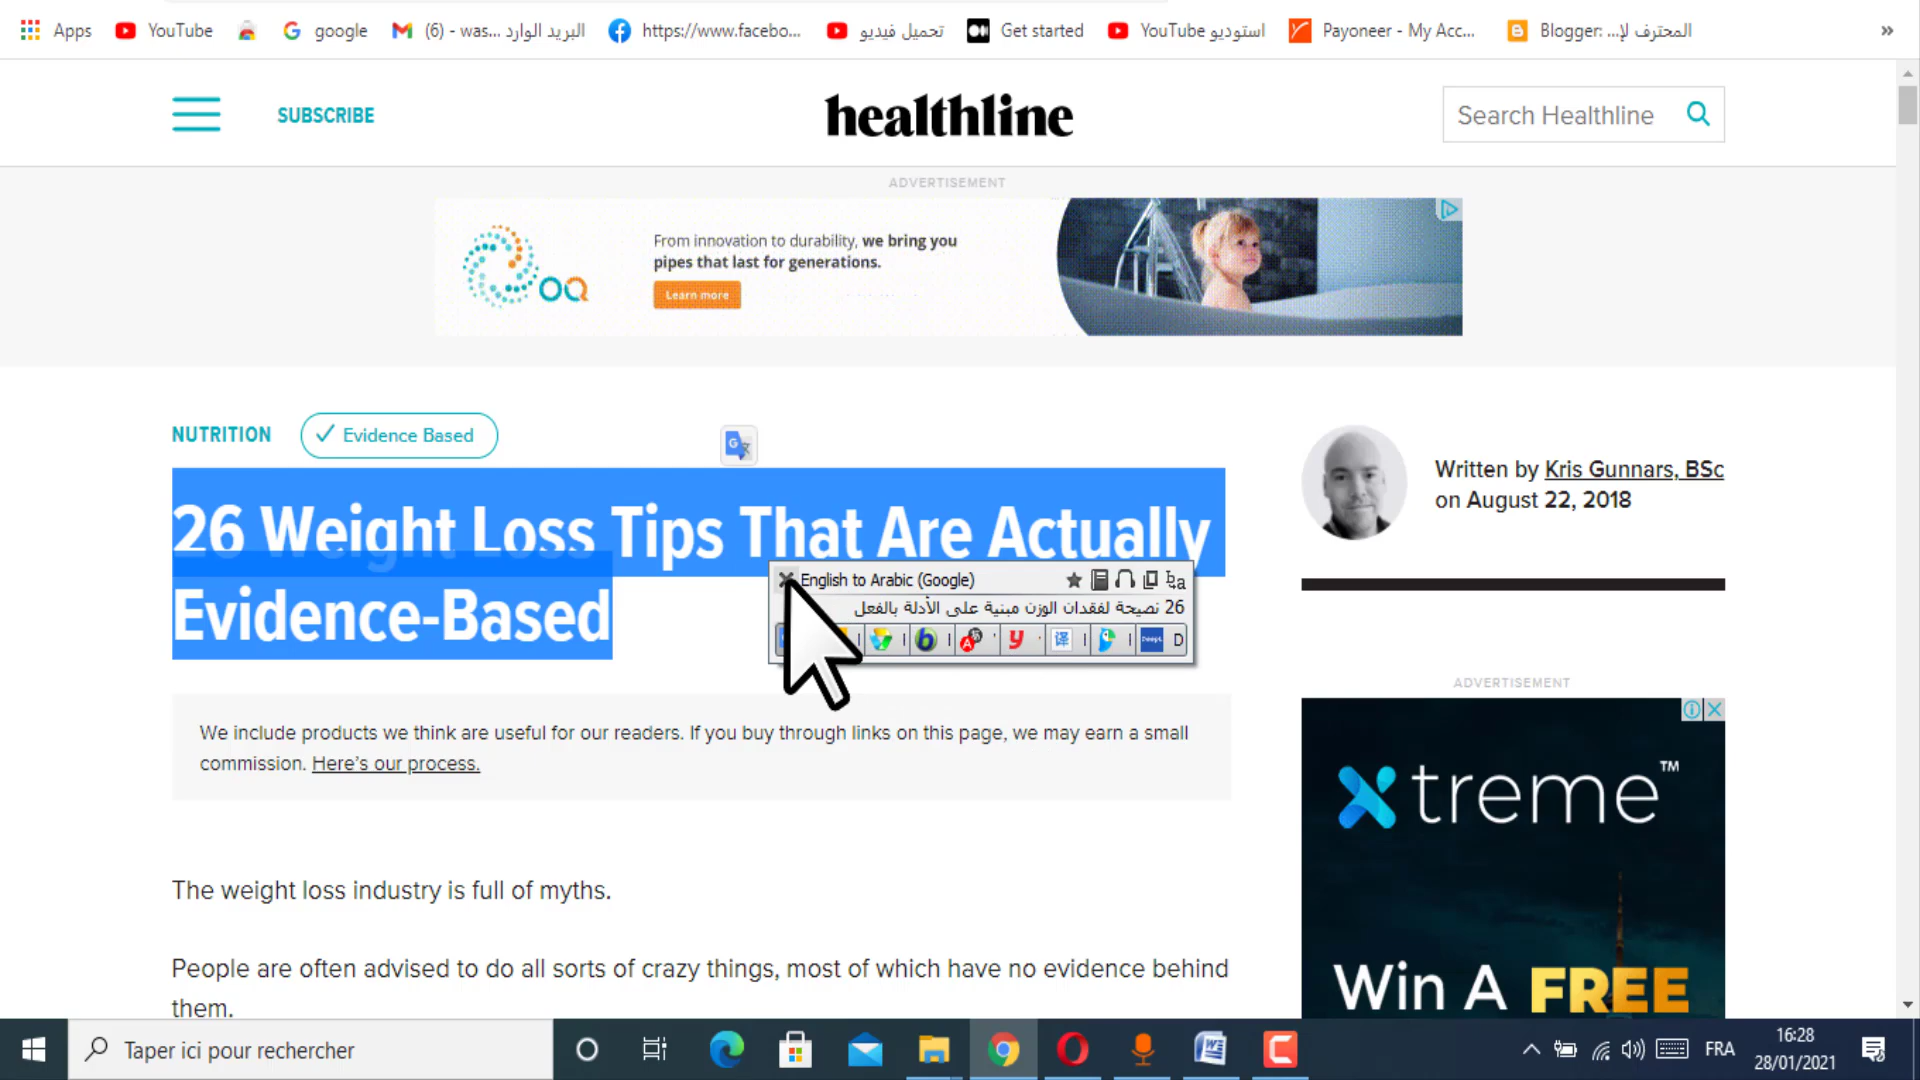 Apps
YouTube
google
(6) - was... البريد الوارد
https://www.facebo...
تحميل فيديو
Get started
YouTube استوديو
Payoneer - My Acc...
Blogger: ...المحترف لإ
»
SUBSCRIBE
healthline
Search Healthline
ADVERTISEMENT
OQ
From innovation to durability, we bring you
pipes that last for generations.
Learn more
NUTRITION
Evidence Based
26 Weight Loss Tips That Are Actually
Evidence-Based
English to Arabic (Google)
26 نصيحة لفقدات الوزن مبنية على الأدلة بالفعل
DeepL D
Written by Kris Gunnars, BSc
on August 22, 2018
We include products we think are useful for our readers. If you buy through links on this page, we may earn a small
commission. Here's our process.
The weight loss industry is full of myths.
People are often advised to do all sorts of crazy things, most of which have no evidence behind
them.
ADVERTISEMENT
Xtreme™
Win A FREE
Taper ici pour rechercher
FRA
16:28
28/01/2021